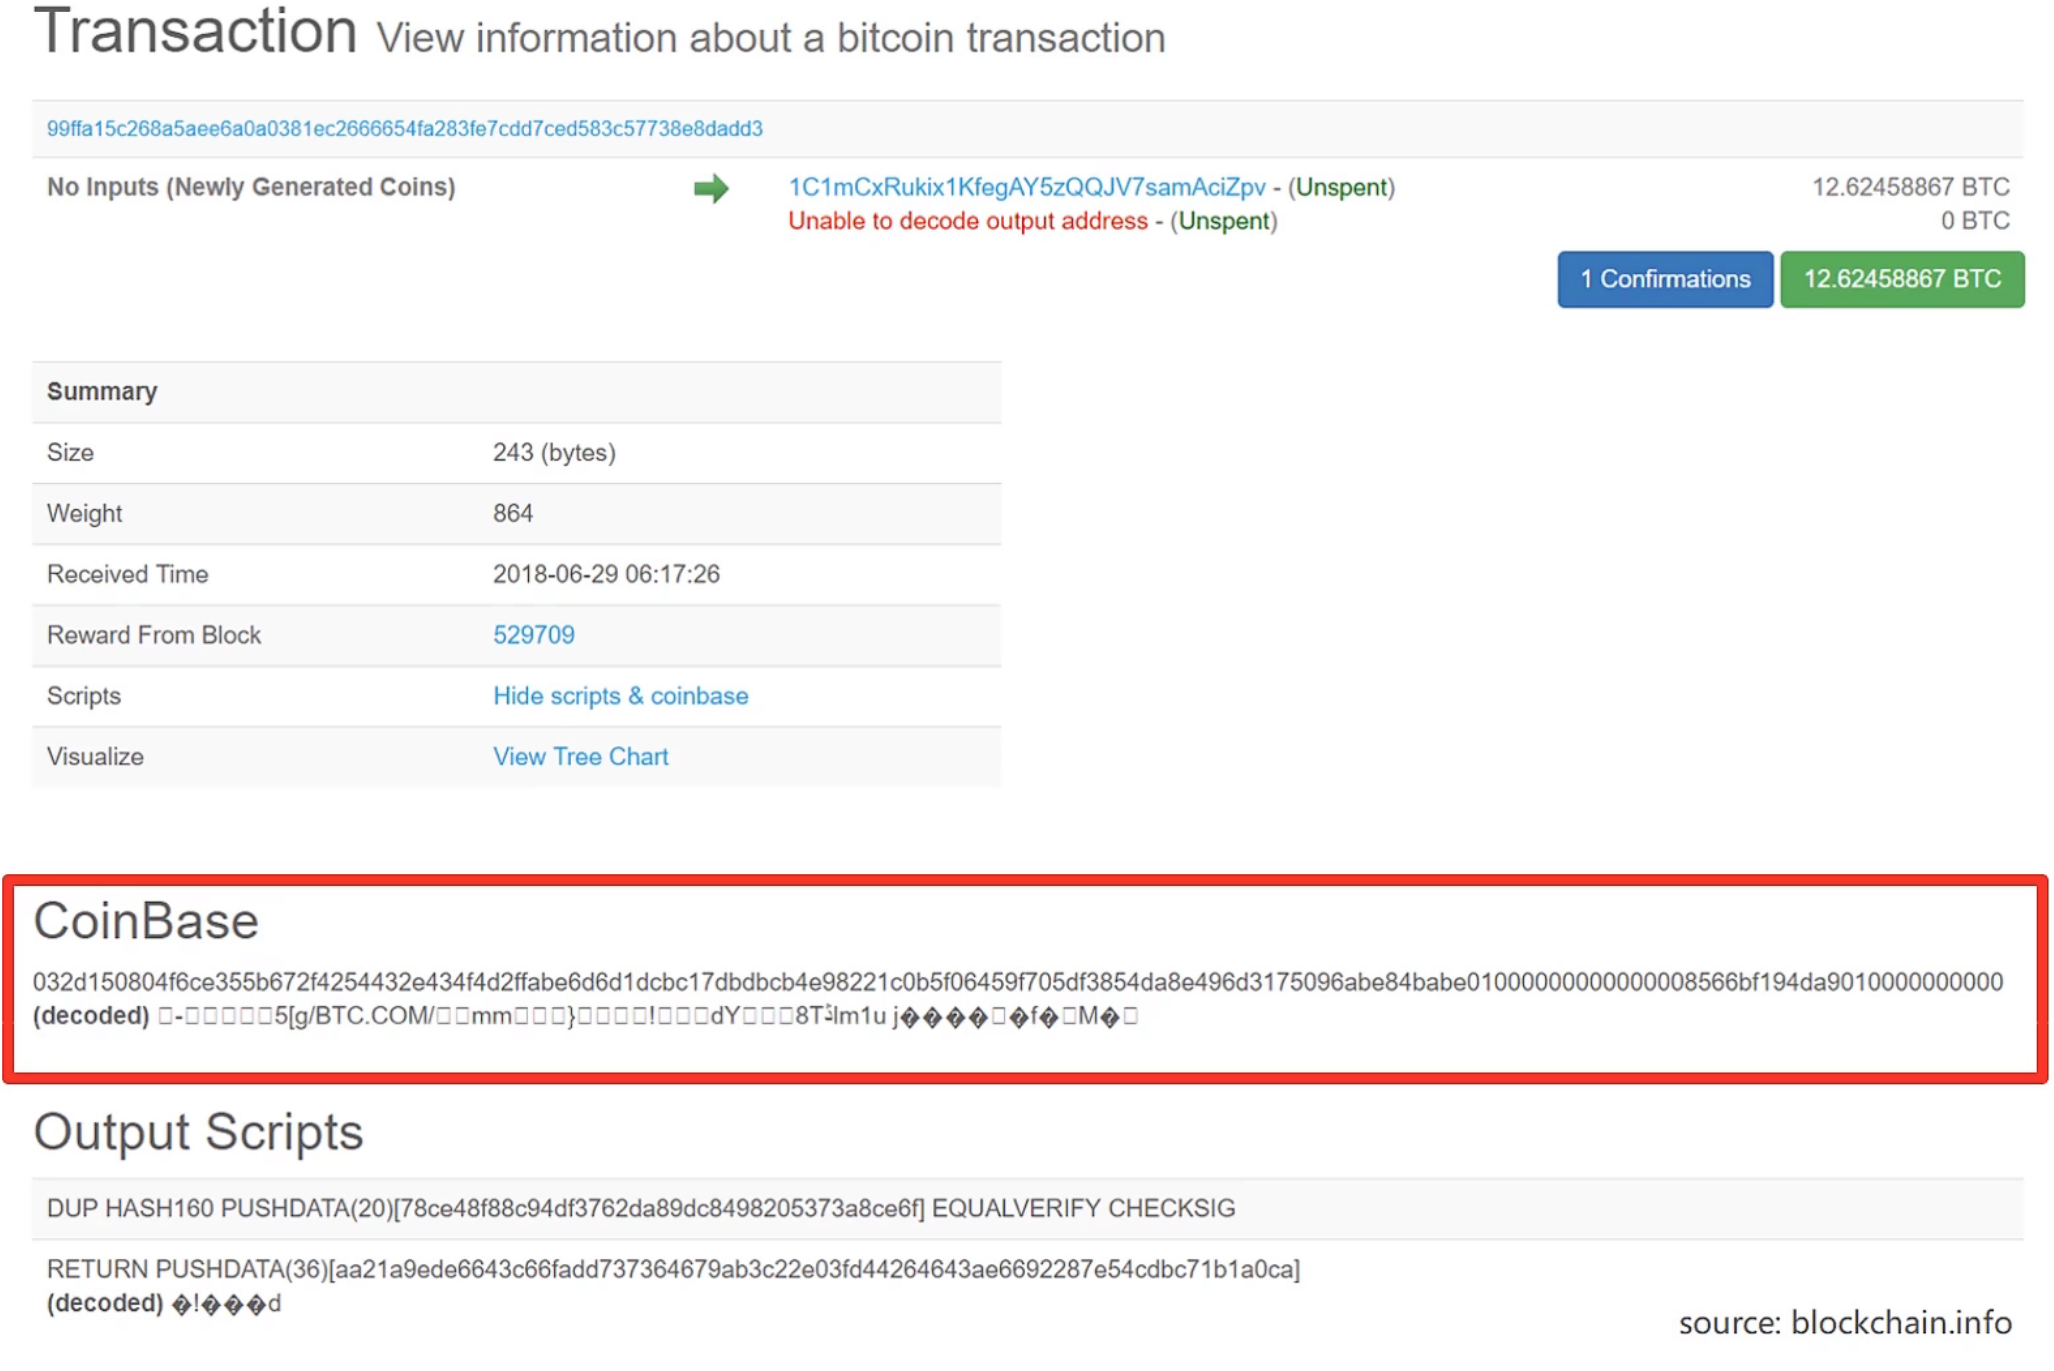 Transaction View information about a bitcoin transaction
99ffa15c268a5aee6a0a0381ec2666654fa283fe7cdd7ced583c57738e8dadd3
No Inputs (Newly Generated Coins)
1C1mCxRukix1KfegAY5zQQJV7samAciZpv - (Unspent) 12.62458867 BTC
Unable to decode output address - (Unspent) 0 BTC
1 Confirmations 12.62458867 BTC
Summary
Size 243 (bytes)
Weight 864
Received Time 2018-06-29 06:17:26
Reward From Block 529709
Scripts Hide scripts & coinbase
Visualize View Tree Chart
CoinBase
032d150804f6ce355b672f4254432e434f4d2ffabe6d6d1dcbc17dbdbcb4e98221c0b5f06459f705df3854da8e496d3175096abe84babe01000000000000008566bf194da9010000000000
(decoded) □-□□□□□5[g/BTC.COM/□□mm□□□}□□□□!□□□dY□□□8T lm1u j����□�f�□M�□
Output Scripts
DUP HASH160 PUSHDATA(20)[78ce48f88c94df3762da89dc8498205373a8ce6f] EQUALVERIFY CHECKSIG
RETURN PUSHDATA(36)[aa21a9ede6643c66fadd737364679ab3c22e03fd44264643ae6692287e54cdbc71b1a0ca]
(decoded) �!���d
source: blockchain.info